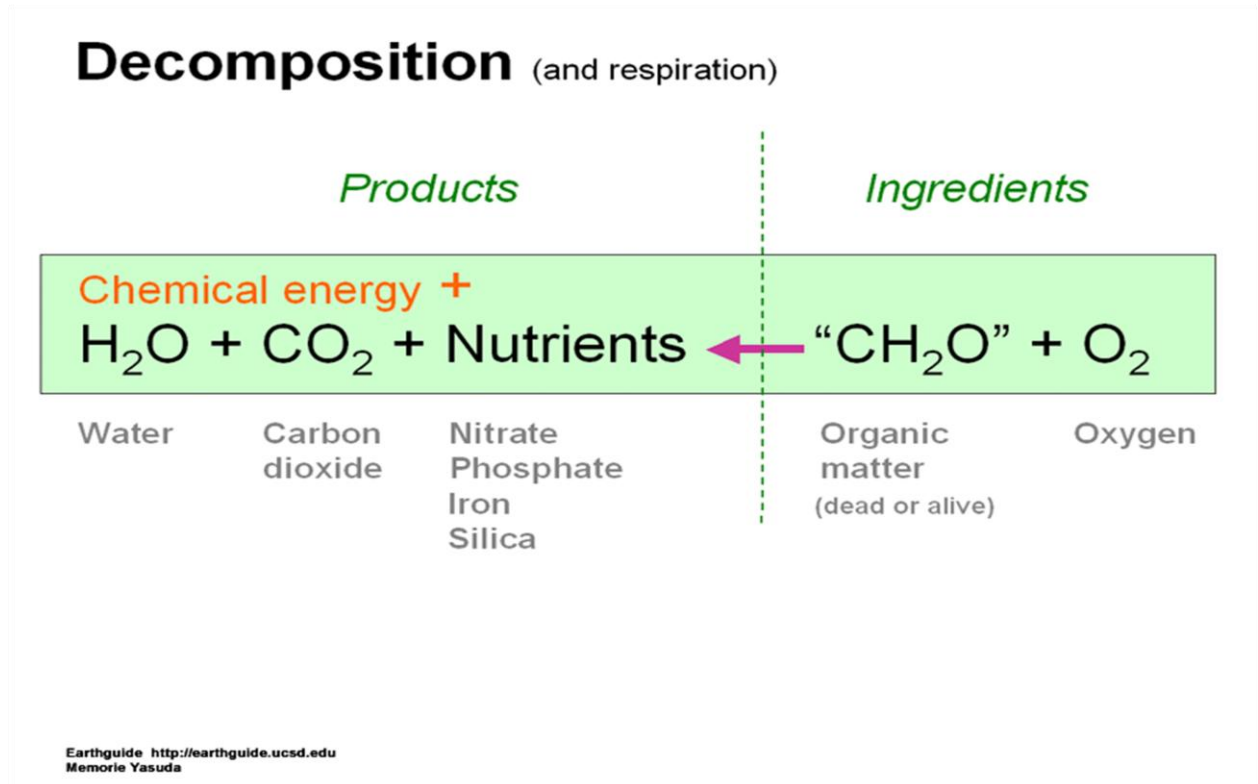 Decomposition (and respiration)
Products Ingredients
Chemical energy +
H₂O + CO₂ + Nutrients ← “CH₂O” + O₂
Water Carbon dioxide Nitrate Phosphate Iron Silica Organic matter (dead or alive) Oxygen
Earthguide http://earthguide.ucsd.edu
Memorie Yasuda